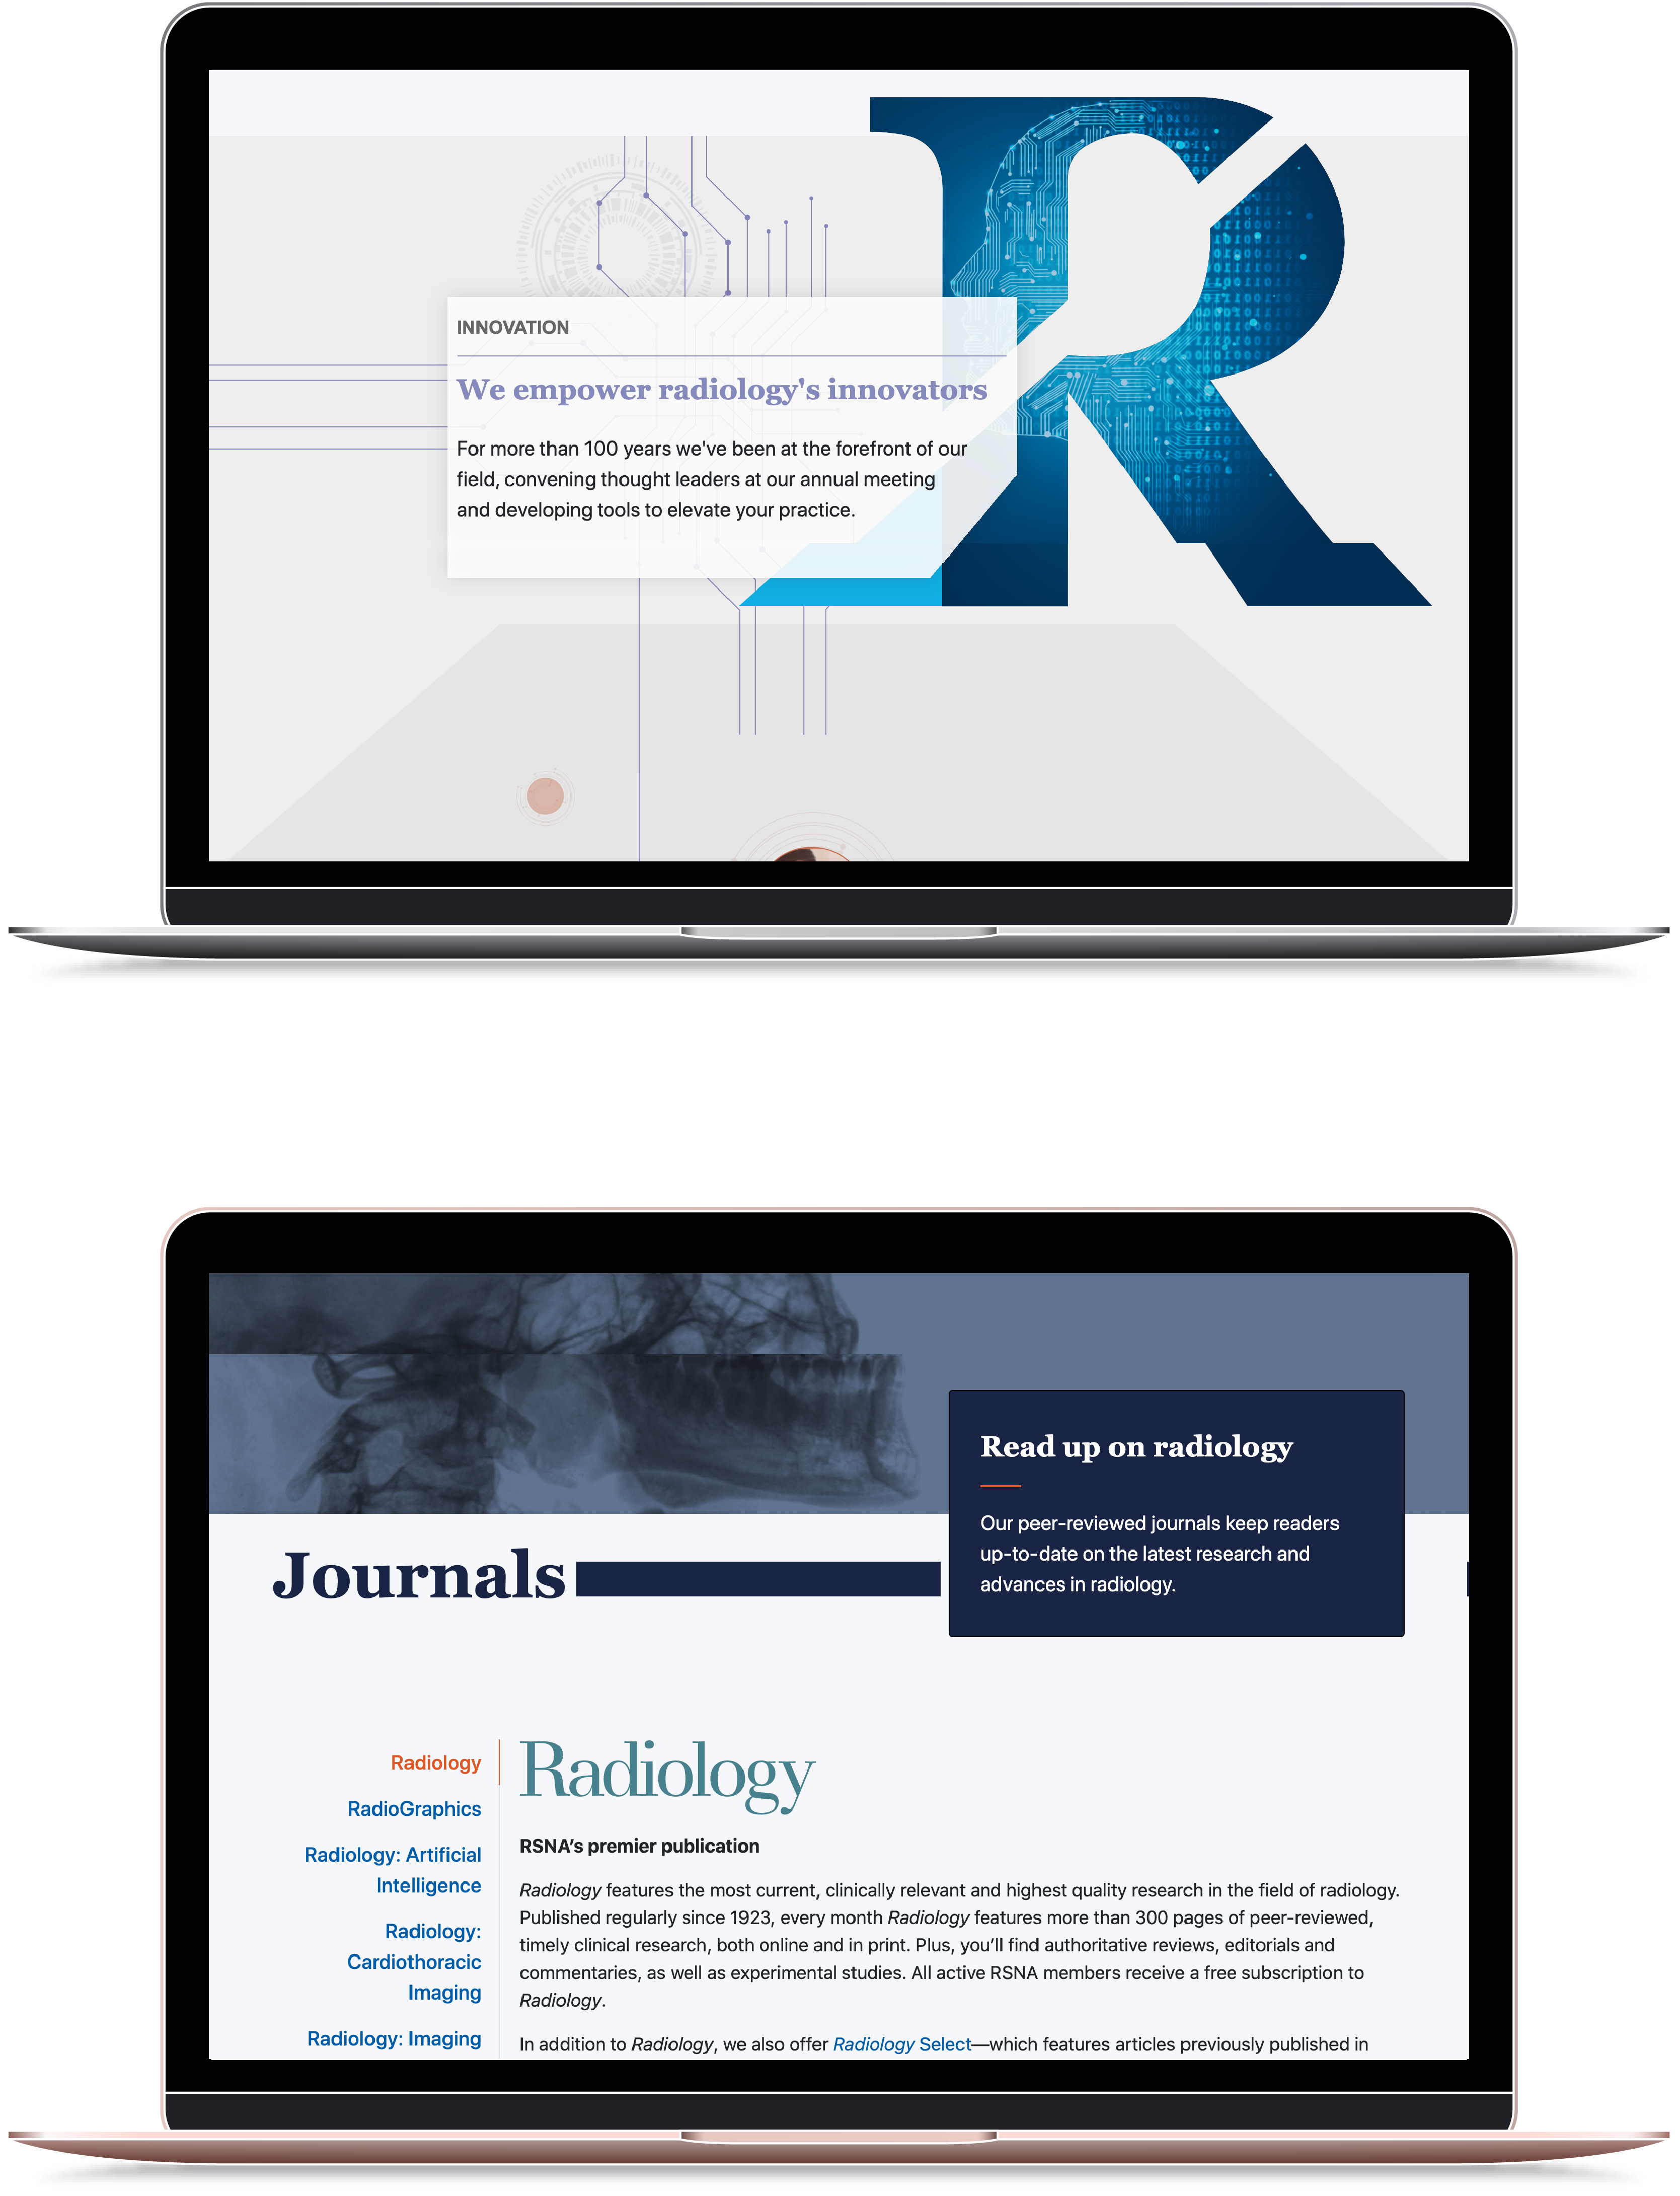 INNOVATION
We empower radiology's innovators
For more than 100 years we've been at the forefront of our
field, convening thought leaders at our annual meeting
and developing tools to elevate your practice.
Read up on radiology
Our peer-reviewed journals keep readers
up-to-date on the latest research and
advances in radiology.
Journals
Radiology
RadioGraphics
Radiology: Artificial
Intelligence
Radiology:
Cardiothoracic
Imaging
Radiology: Imaging
Radiology
RSNA’s premier publication
Radiology features the most current, clinically relevant and highest quality research in the field of radiology.
Published regularly since 1923, every month Radiology features more than 300 pages of peer-reviewed,
timely clinical research, both online and in print. Plus, you’ll find authoritative reviews, editorials and
commentaries, as well as experimental studies. All active RSNA members receive a free subscription to
Radiology.
In addition to Radiology, we also offer Radiology Select—which features articles previously published in